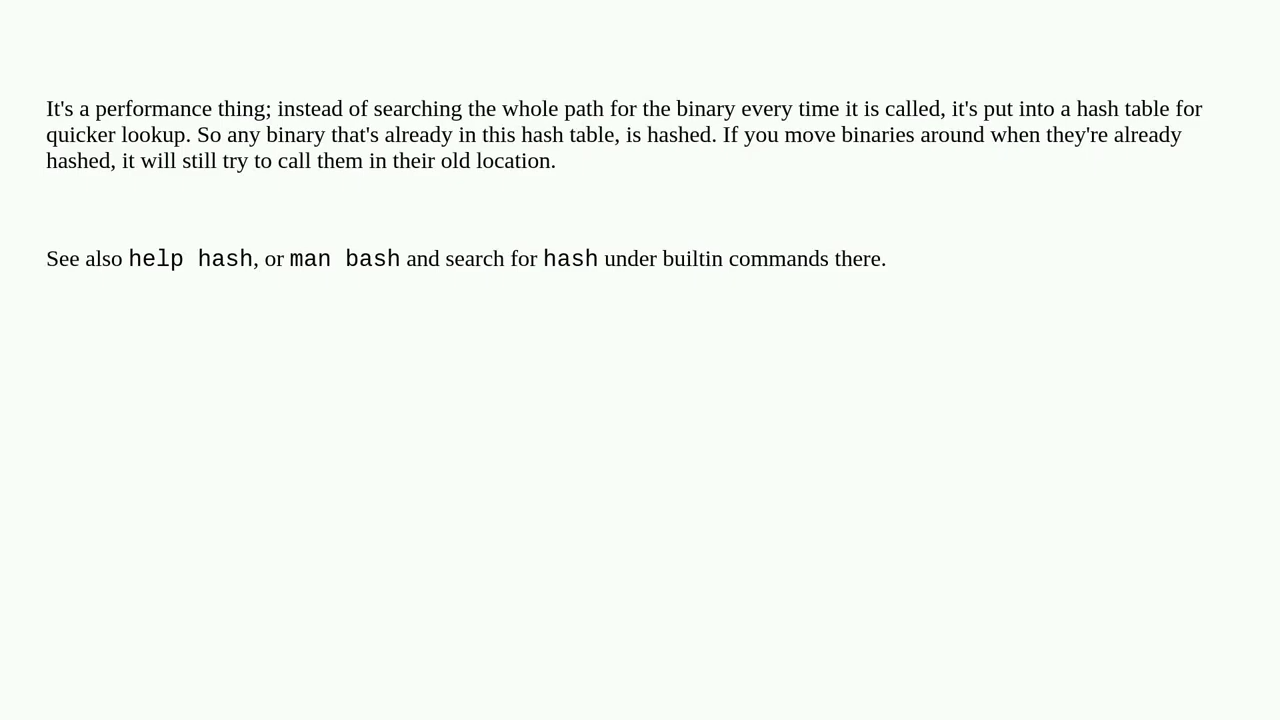 It's a performance thing; instead of searching the whole path for the binary every time it is called, it's put into a hash table for
quicker lookup. So any binary that's already in this hash table, is hashed. If you move binaries around when they're already
hashed, it will still try to call them in their old location.
See also help hash, or man bash and search for hash under builtin commands there.